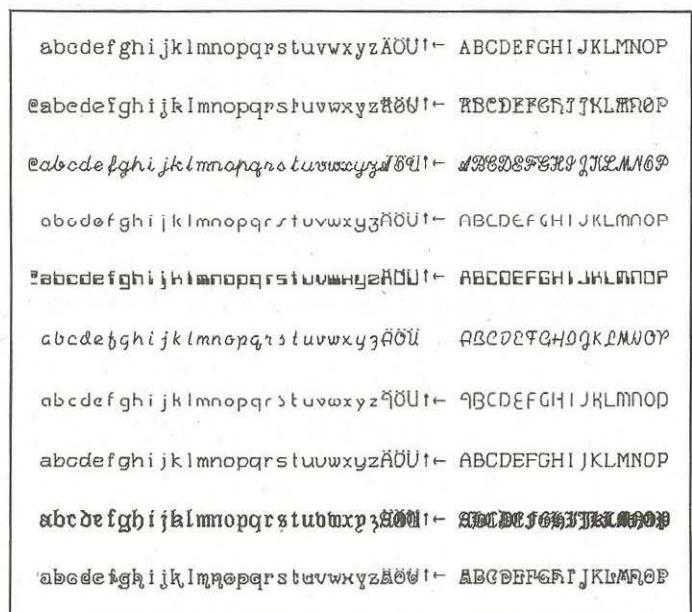 abcdefghijklmnopqrstuvwxyzÄÖÜ↑← ABCDEFGHIJKLMNOP
@abcdefghijklmnopqrstuvwxyzÄÖÜ↑← ABCDEFGHIJKLMNOP
@abcdefghijklmnopqrstuvwxyzÄÖÜ↑← ABCDEFGHIJKLMNOP
abcdefghijklmnopqrstuvwxyzÄÖÜ↑← ABCDEFGHIJKLMNOP
@abcdefghijklmnopqrstuvwxyzÄÖÜ↑← ABCDEFGHIJKLMNOP
abcdefghijklmnopqrstuvwxyzÄÖÜ ABCDEFGHIJKLMNOP
abcdefghijklmnopqrstuvwxyzÄÖÜ↑← ABCDEFGHIJKLMNOP
abcdefghijklmnopqrstuvwxyzÄÖÜ↑← ABCDEFGHIJKLMNOP
abcdefghijklmnopqrstuvwxyzÄÖÜ↑← ABCDEFGHIJKLMNOP
abcdefghijklmnopqrstuvwxyzÄÖÜ↑← ABCDEFGHIJKLMNOP